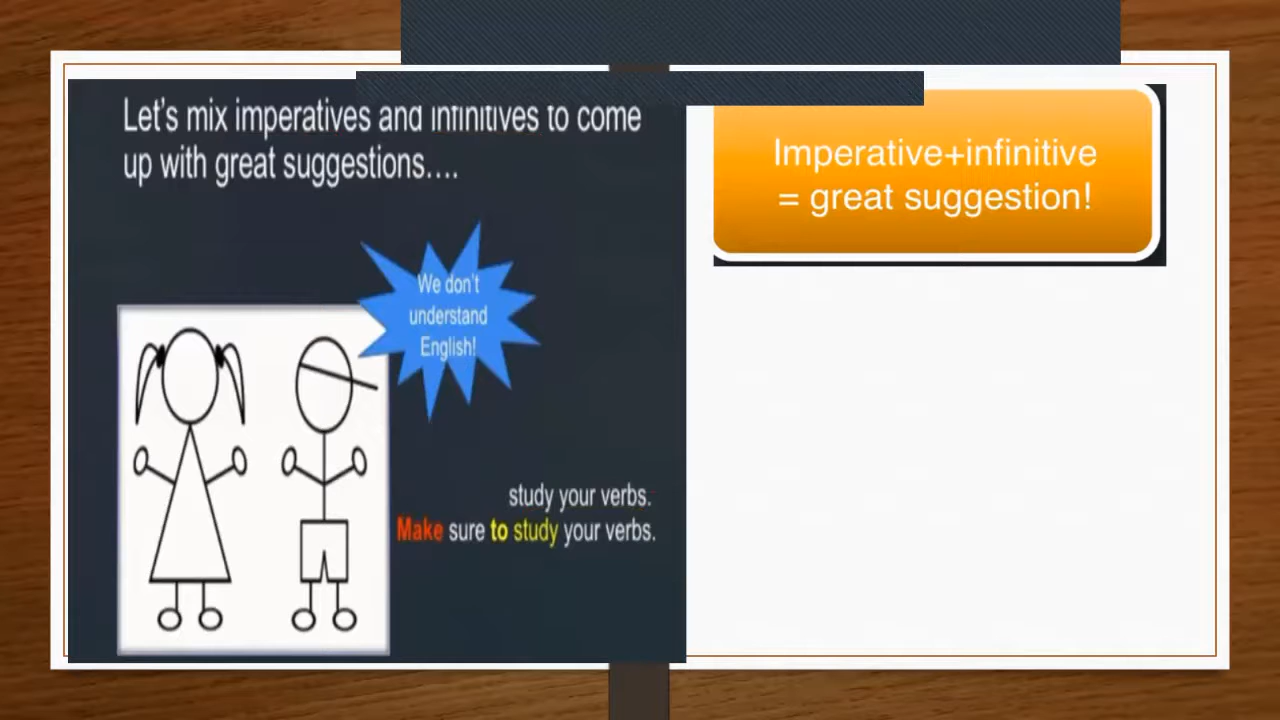 Let's mix imperatives and infinitives to come
up with great suggestions....
We don't
understand
English!
study your verbs.
Make sure to study your verbs.
Imperative+infinitive
= great suggestion!